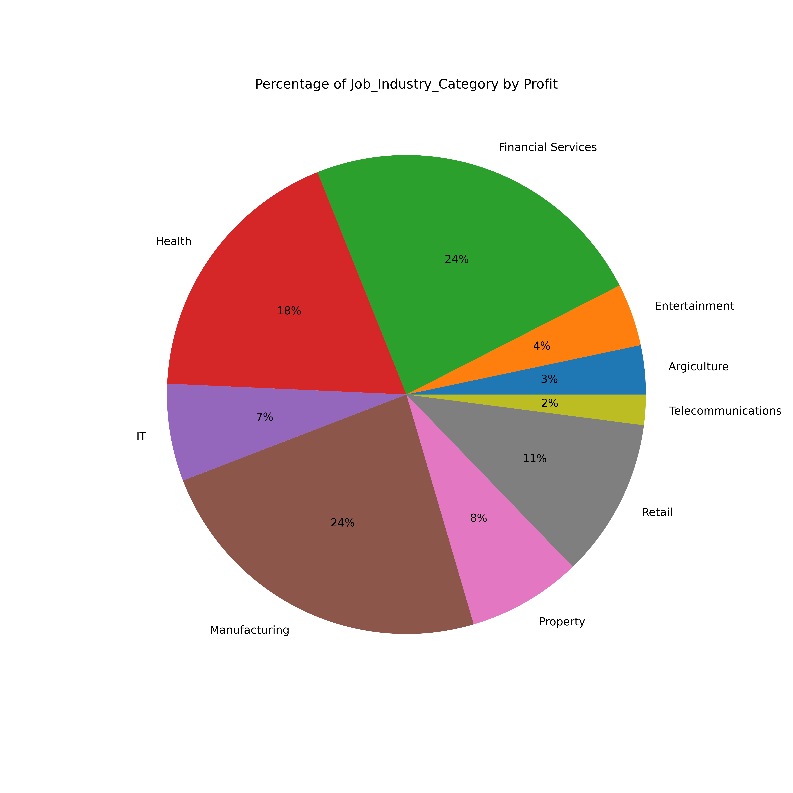 Percentage of Job_Industry_Category by Profit
Financial Services
24%
Health
18%
Entertainment
4%
Argiculture
3%
Telecommunications
2%
IT
7%
Retail
11%
Manufacturing
24%
Property
8%